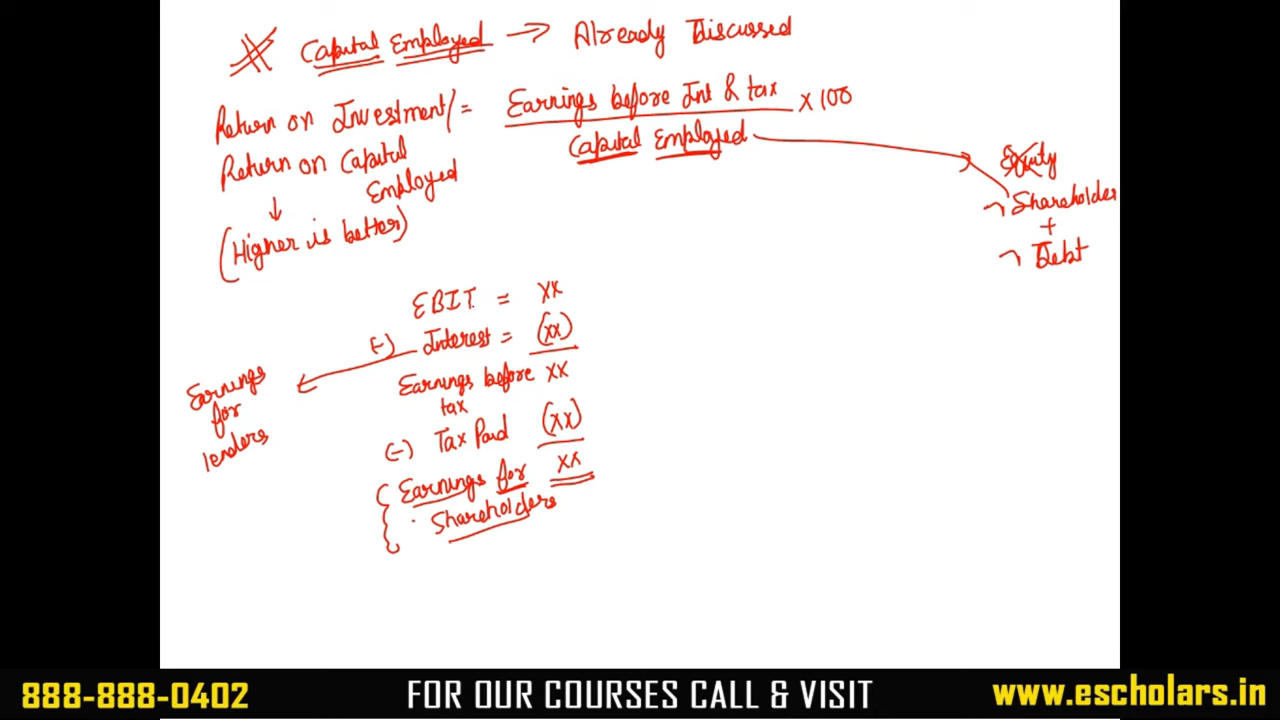 Capital Employed → Already Discussed
Return on Investment/ = Earnings before Int & tax × 100
Return on Capital Employed
Capital Employed
Equity
Shareholder
+
Debt
↓
(Higher is better)
EBIT = xx
(-) Interest = (xx)
Earnings before tax xx
(-) Tax Paid (xx)
Earnings for Shareholders xx
Earnings
for
lenders
888-888-0402 FOR OUR COURSES CALL & VISIT www.escholars.in